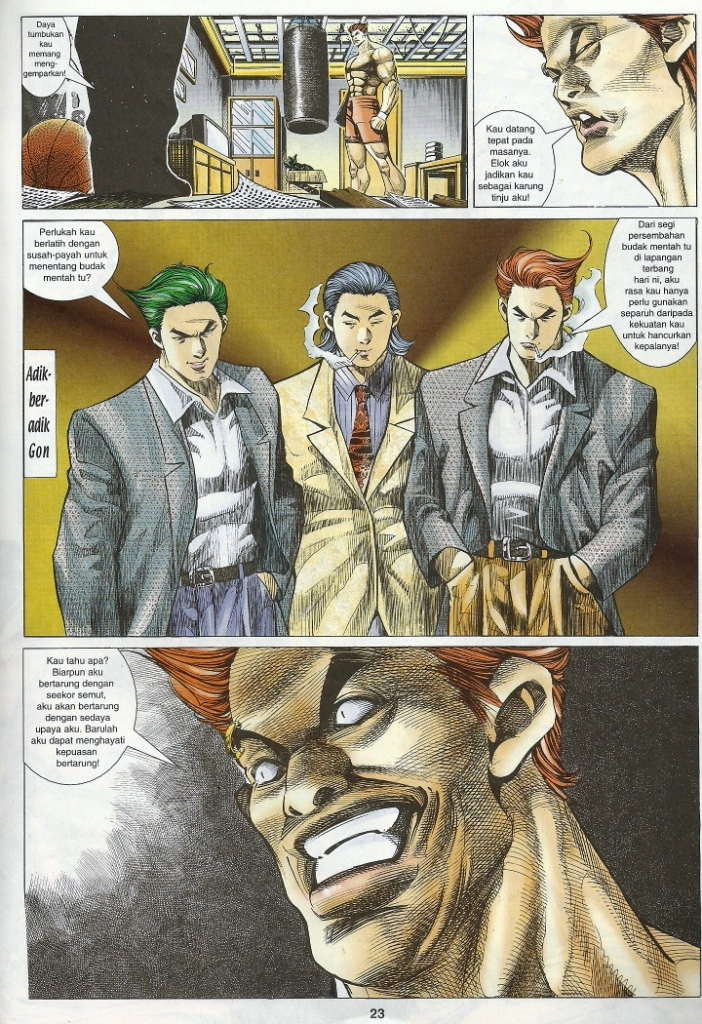 Daya
tumbukan
kau
memang
meng-
gemparkan!
Kau datang
tepat pada
masanya.
Elok aku
jadikan kau
sebagai karung
tinju aku!
Perlukah kau
berlatih dengan
susah-payah untuk
menentang budak
mentah tu?
Dari segi
persembahan
budak mentah tu
di lapangan
terbang
hari ni, aku
rasa kau hanya
perlu gunakan
separuh daripada
kekuatan kau
untuk hancurkan
kepalanya!
Adik-
ber-
adik
Gon
Kau tahu apa?
Biarpun aku
bertarung dengan
seekor semut,
aku akan bertarung
dengan sedaya
upaya aku. Barulah
aku dapat menghayati
kepuasan
bertarung!
23